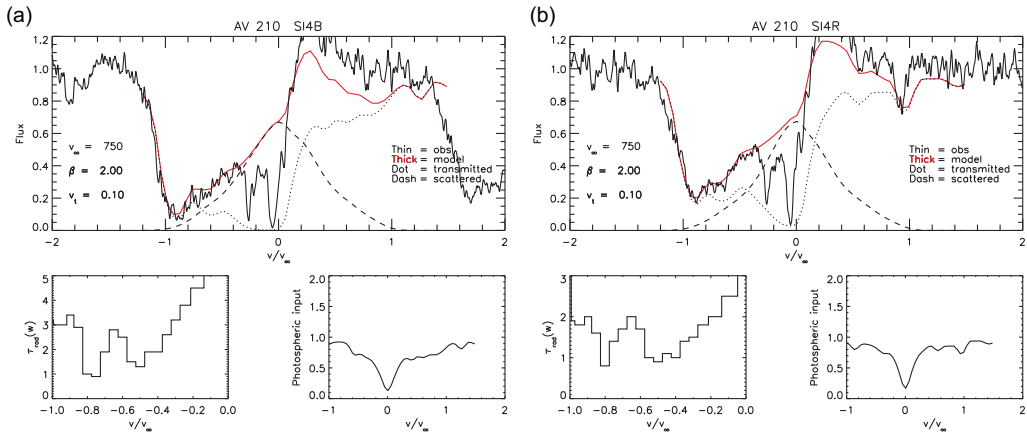 (a)
AV 210 SI4B
1.2
1.0
0.8
0.6
0.4
0.2
0.0
Flux
v∞ = 750
β = 2.00
vt = 0.10
Thin = obs
Thick = model
Dot = transmitted
Dash = scattered
-2 -1 0 1 2
v/v∞
5
4
3
2
1
0
τrad(w)
-1.0 -0.8 -0.6 -0.4 -0.2 0.0
v/v∞
2.0
1.5
1.0
0.5
0.0
Photospheric input
-1 0 1 2
v/v∞
(b)
AV 210 SI4R
1.2
1.0
0.8
0.6
0.4
0.2
0.0
Flux
v∞ = 750
β = 2.00
vt = 0.10
Thin = obs
Thick = model
Dot = transmitted
Dash = scattered
-2 -1 0 1 2
v/v∞
3
2
1
0
τrad(w)
-1.0 -0.8 -0.6 -0.4 -0.2 0.0
v/v∞
2.0
1.5
1.0
0.5
0.0
Photospheric input
-1 0 1 2
v/v∞